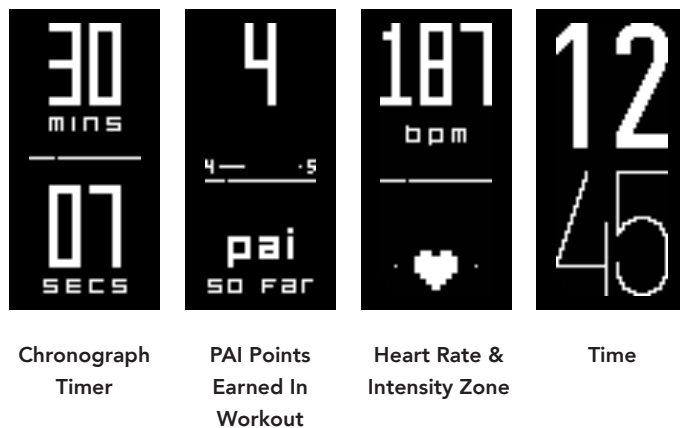 30
mins
07
secs
4
4 5
pai
so far
187
bpm
12
45
Chronograph
Timer
PAI Points
Earned In
Workout
Heart Rate &
Intensity Zone
Time